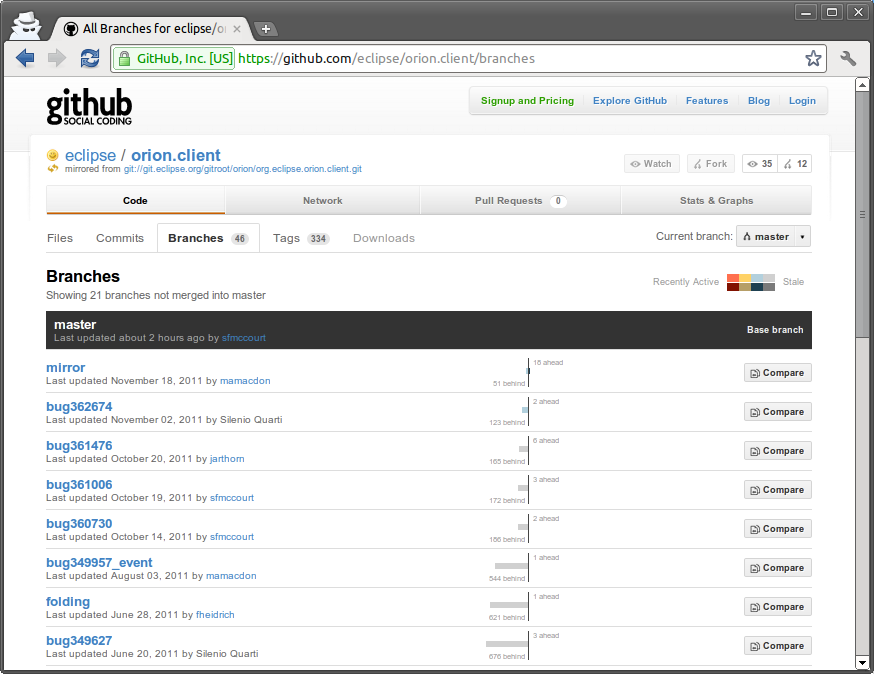 All Branches for eclipse/o
GitHub, Inc. [US] https://github.com/eclipse/orion.client/branches
github
SOCIAL CODING
Signup and Pricing Explore GitHub Features Blog Login
eclipse / orion.client
mirrored from git://git.eclipse.org/gitroot/orion/org.eclipse.orion.client.git
Watch Fork 35 12
Code Network Pull Requests 0 Stats & Graphs
Files Commits Branches 46 Tags 334 Downloads
Current branch: master
Branches
Showing 21 branches not merged into master
Recently Active Stale
master
Last updated about 2 hours ago by sfmccourt
Base branch
mirror
Last updated November 18, 2011 by mamacdon
18 ahead
51 behind
Compare
bug362674
Last updated November 02, 2011 by Silenio Quarti
2 ahead
123 behind
Compare
bug361476
Last updated October 20, 2011 by jarthorn
6 ahead
165 behind
Compare
bug361006
Last updated October 19, 2011 by sfmccourt
3 ahead
172 behind
Compare
bug360730
Last updated October 14, 2011 by sfmccourt
2 ahead
186 behind
Compare
bug349957_event
Last updated August 03, 2011 by mamacdon
1 ahead
544 behind
Compare
folding
Last updated June 28, 2011 by fheidrich
1 ahead
621 behind
Compare
bug349627
Last updated June 20, 2011 by Silenio Quarti
3 ahead
676 behind
Compare